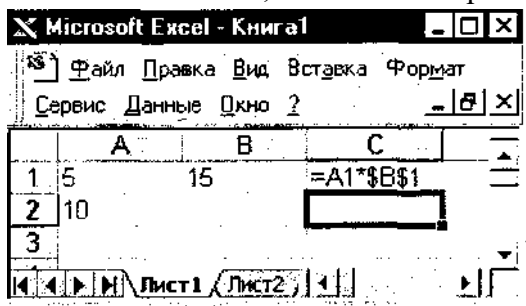 Microsoft Excel - Книга1
Файл Правка Вид Вставка Формат
Сервис Данные Окно ?
A B C
1 5 15 =A1*$B$1
2 10
3
Лист1 Лист2